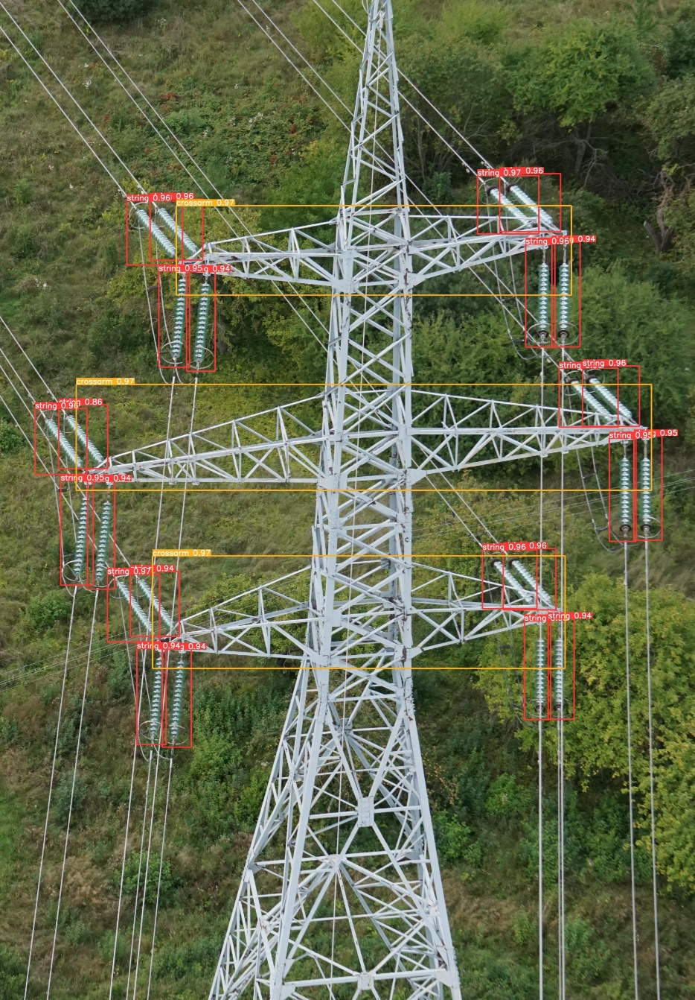 string 0.97 0.96
string 0.96 0.96
crossarm 0.97
string 0.96 0.94
string 0.95 0.94
string string 0.96
crossarm 0.97
string 0.96 0.86
string 0.95 0.95
string 0.95 0.94
string 0.96 0.96
crossarm 0.97
string 0.97 0.94
string string 0.94
string 0.94 0.94